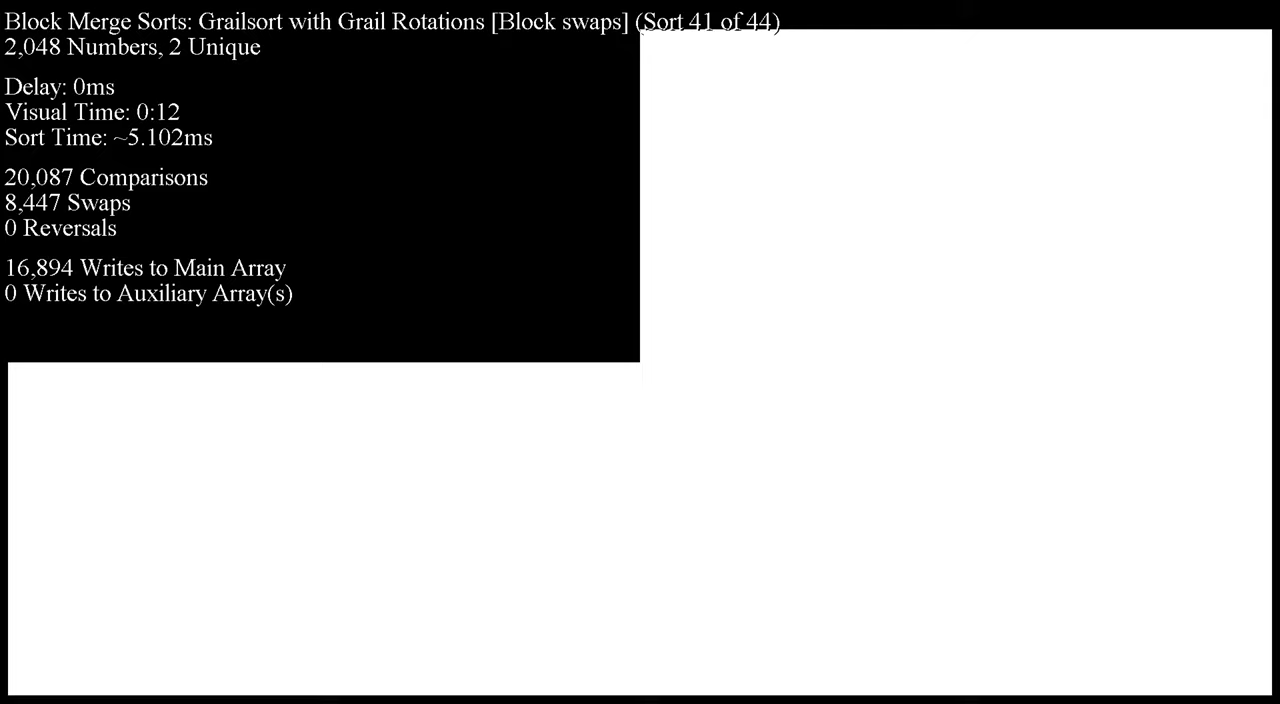 Block Merge Sorts: Grailsort with Grail Rotations [Block swaps] (Sort 41 of 44)
2,048 Numbers, 2 Unique
Delay: 0ms
Visual Time: 0:12
Sort Time: ~5.102ms
20,087 Comparisons
8,447 Swaps
0 Reversals
16,894 Writes to Main Array
0 Writes to Auxiliary Array(s)